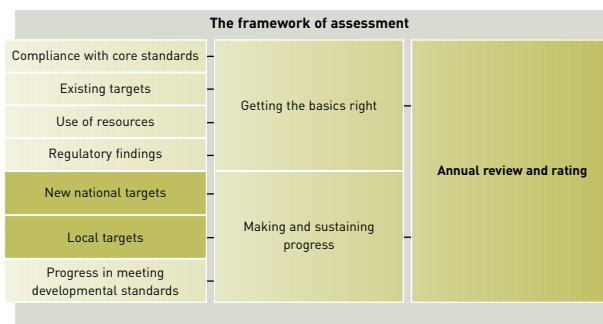 The framework of assessment
Compliance with core standards
Existing targets
Use of resources
Regulatory findings
New national targets
Local targets
Progress in meeting
developmental standards
Getting the basics right
Making and sustaining
progress
Annual review and rating